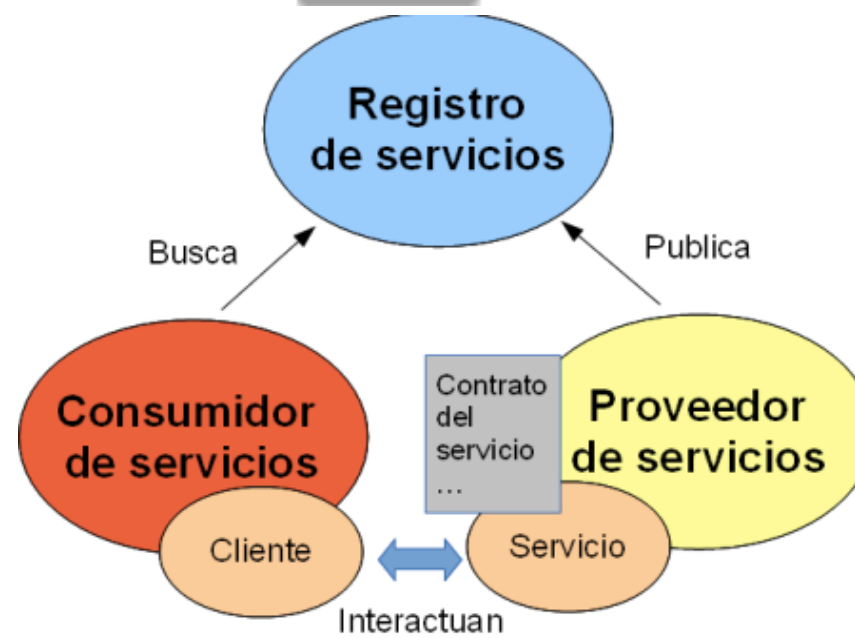 Registro
de servicios
Busca
Publica
Consumidor
de servicios
Contrato
del
servicio
...
Proveedor
de servicios
Cliente
Servicio
Interactuan